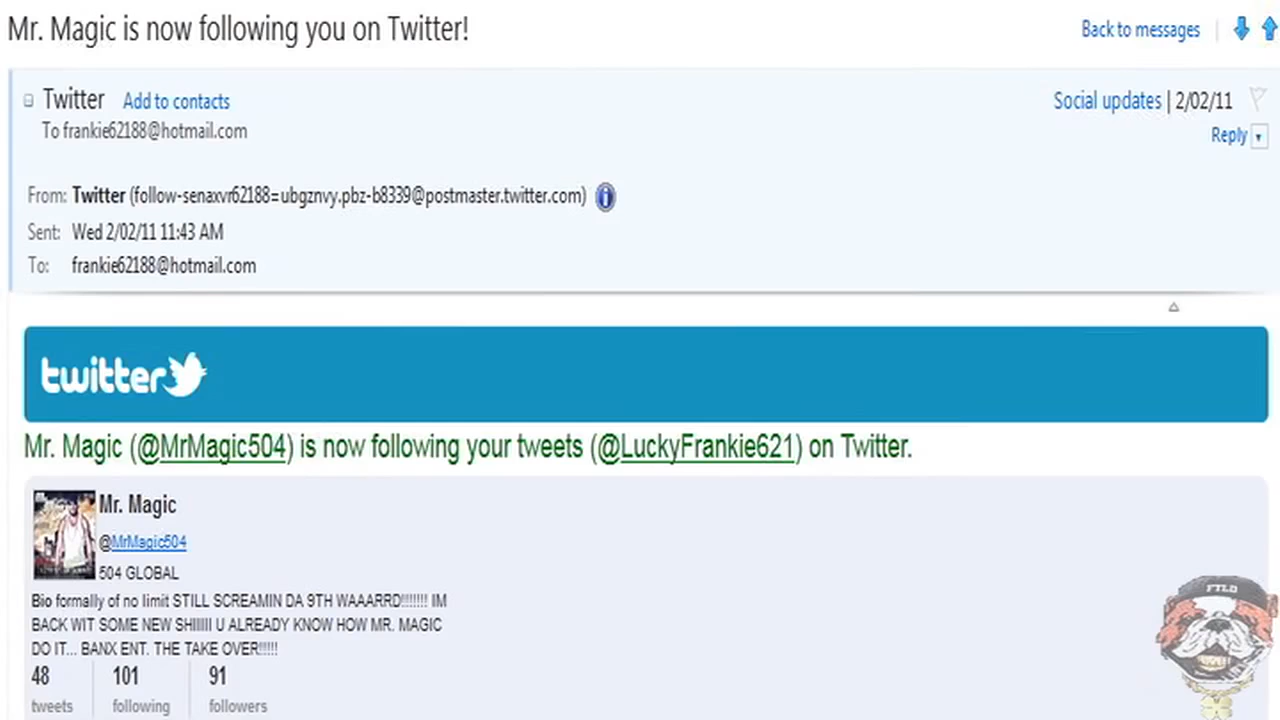 Mr. Magic is now following you on Twitter!
Back to messages
Twitter Add to contacts
Social updates | 2/02/11
To frankie62188@hotmail.com
Reply
From: Twitter (follow-senaxvr62188=ubgznvy.pbz-b8339@postmaster.twitter.com)
Sent: Wed 2/02/11 11:43 AM
To: frankie62188@hotmail.com
twitter
Mr. Magic (@MrMagic504) is now following your tweets (@LuckyFrankie621) on Twitter.
Mr. Magic
@MrMagic504
504 GLOBAL
Bio formally of no limit STILL SCREAMIN DA 9TH WAAARRD!!!!!!! IM
BACK WIT SOME NEW SHIIIIII U ALREADY KNOW HOW MR. MAGIC
DO IT... BANX ENT. THE TAKE OVER!!!!!
48 101 91
tweets following followers
FTLD